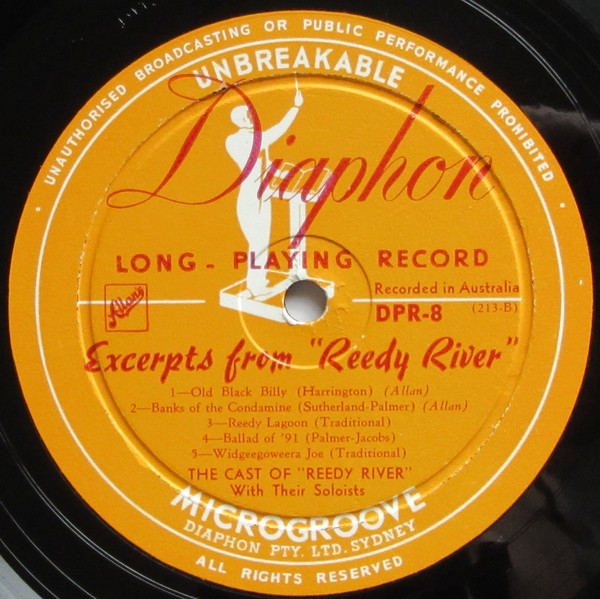 UNAUTHORISED BROADCASTING OR PUBLIC PERFORMANCE PROHIBITED
UNBREAKABLE
Diaphon
LONG - PLAYING RECORD
Recorded in Australia
Allan's
DPR-8 (213-B)
Excerpts from "Reedy River"
1—Old Black Billy (Harrington) (Allan)
2—Banks of the Condamine (Sutherland-Palmer) (Allan)
3—Reedy Lagoon (Traditional)
4—Ballad of '91 (Palmer-Jacobs)
5—Widgeegoweera Joe (Traditional)
THE CAST OF "REEDY RIVER"
With Their Soloists
MICROGROOVE
DIAPHON PTY. LTD. SYDNEY
ALL RIGHTS RESERVED